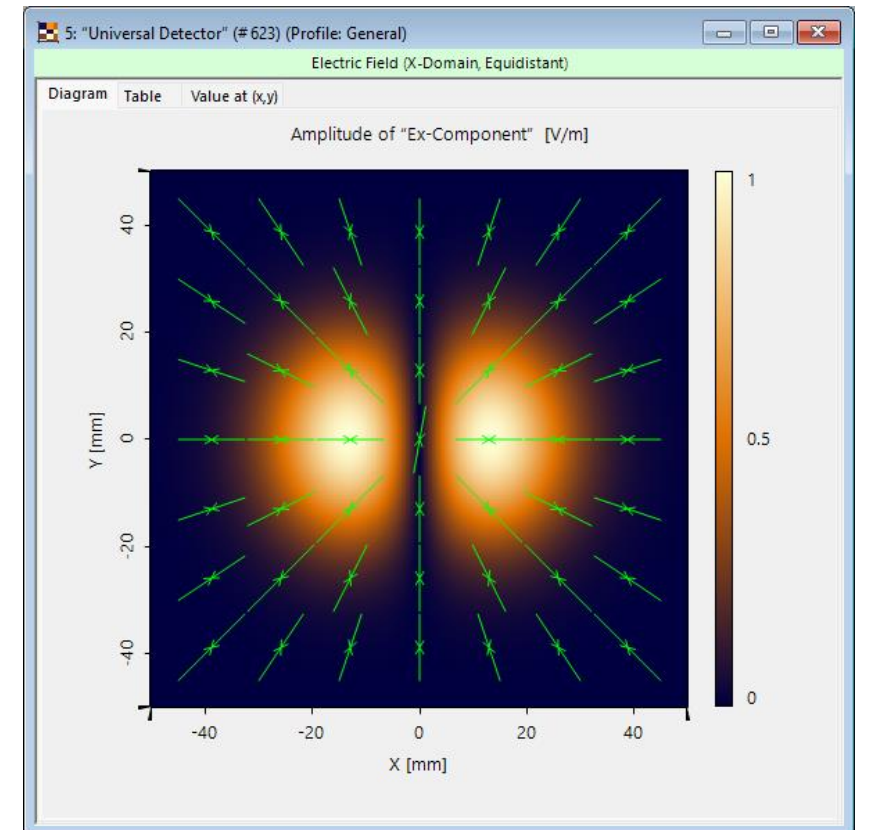 5: "Universal Detector" (# 623) (Profile: General)
Electric Field (X-Domain, Equidistant)
Diagram Table Value at (x,y)
Amplitude of "Ex-Component" [V/m]
1
40
20
Y [mm]
0
0.5
-20
-40
0
-40 -20 0 20 40
X [mm]